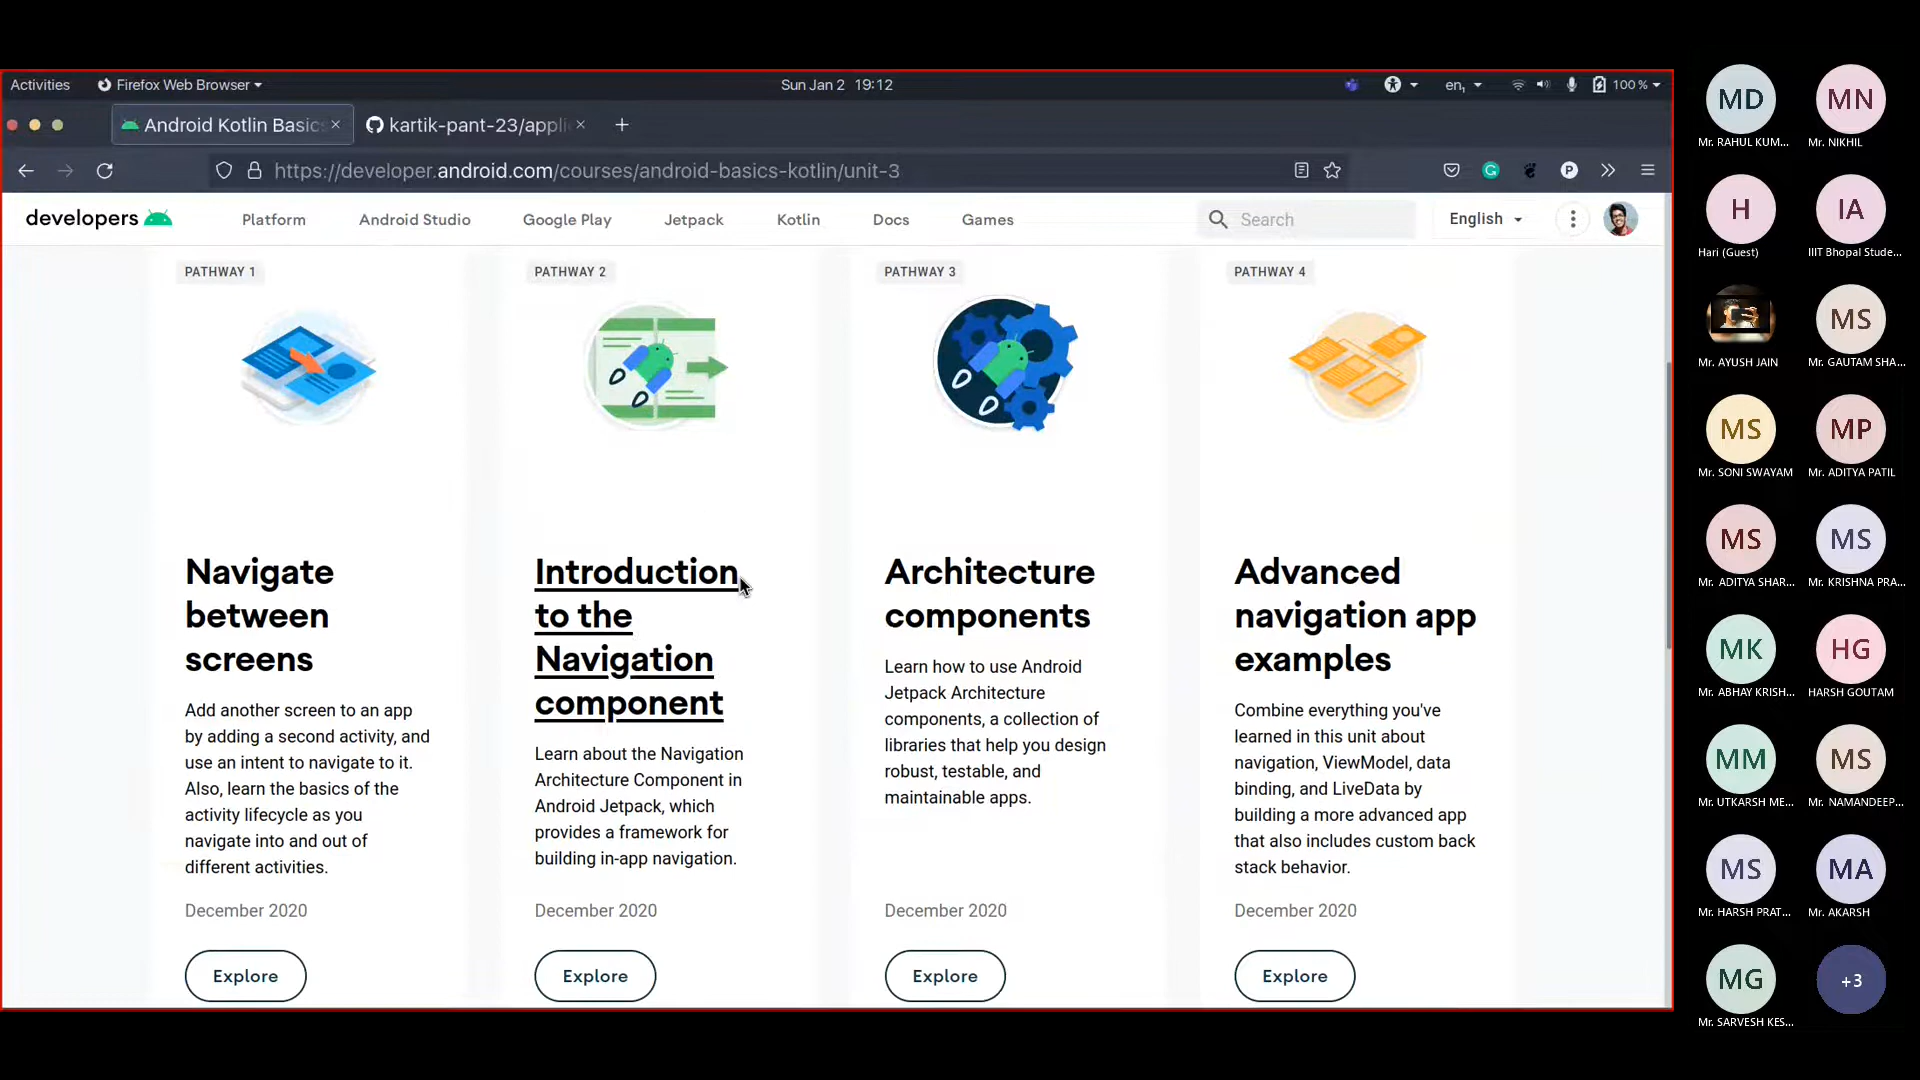 Activities
Firefox Web Browser
Sun Jan 2 19:12
en₁
100 %
Android Kotlin Basics
kartik-pant-23/appli
https://developer.android.com/courses/android-basics-kotlin/unit-3
developers
Platform
Android Studio
Google Play
Jetpack
Kotlin
Docs
Games
Search
English
PATHWAY 1
Navigate
between
screens
Add another screen to an app
by adding a second activity, and
use an intent to navigate to it.
Also, learn the basics of the
activity lifecycle as you
navigate into and out of
different activities.
December 2020
Explore
PATHWAY 2
Introduction
to the
Navigation
component
Learn about the Navigation
Architecture Component in
Android Jetpack, which
provides a framework for
building in-app navigation.
December 2020
Explore
PATHWAY 3
Architecture
components
Learn how to use Android
Jetpack Architecture
components, a collection of
libraries that help you design
robust, testable, and
maintainable apps.
December 2020
Explore
PATHWAY 4
Advanced
navigation app
examples
Combine everything you've
learned in this unit about
navigation, ViewModel, data
binding, and LiveData by
building a more advanced app
that also includes custom back
stack behavior.
December 2020
Explore
MD
Mr. RAHUL KUM...
MN
Mr. NIKHIL
H
Hari (Guest)
IA
IIIT Bhopal Stude...
Mr. AYUSH JAIN
MS
Mr. GAUTAM SHA...
MS
Mr. SONI SWAYAM
MP
Mr. ADITYA PATIL
MS
Mr. ADITYA SHAR...
MS
Mr. KRISHNA PRA...
MK
Mr. ABHAY KRISH...
HG
HARSH GOUTAM
MM
Mr. UTKARSH ME...
MS
Mr. NAMANDEEP...
MS
Mr. HARSH PRAT...
MA
Mr. AKARSH
MG
Mr. SARVESH KES...
+3